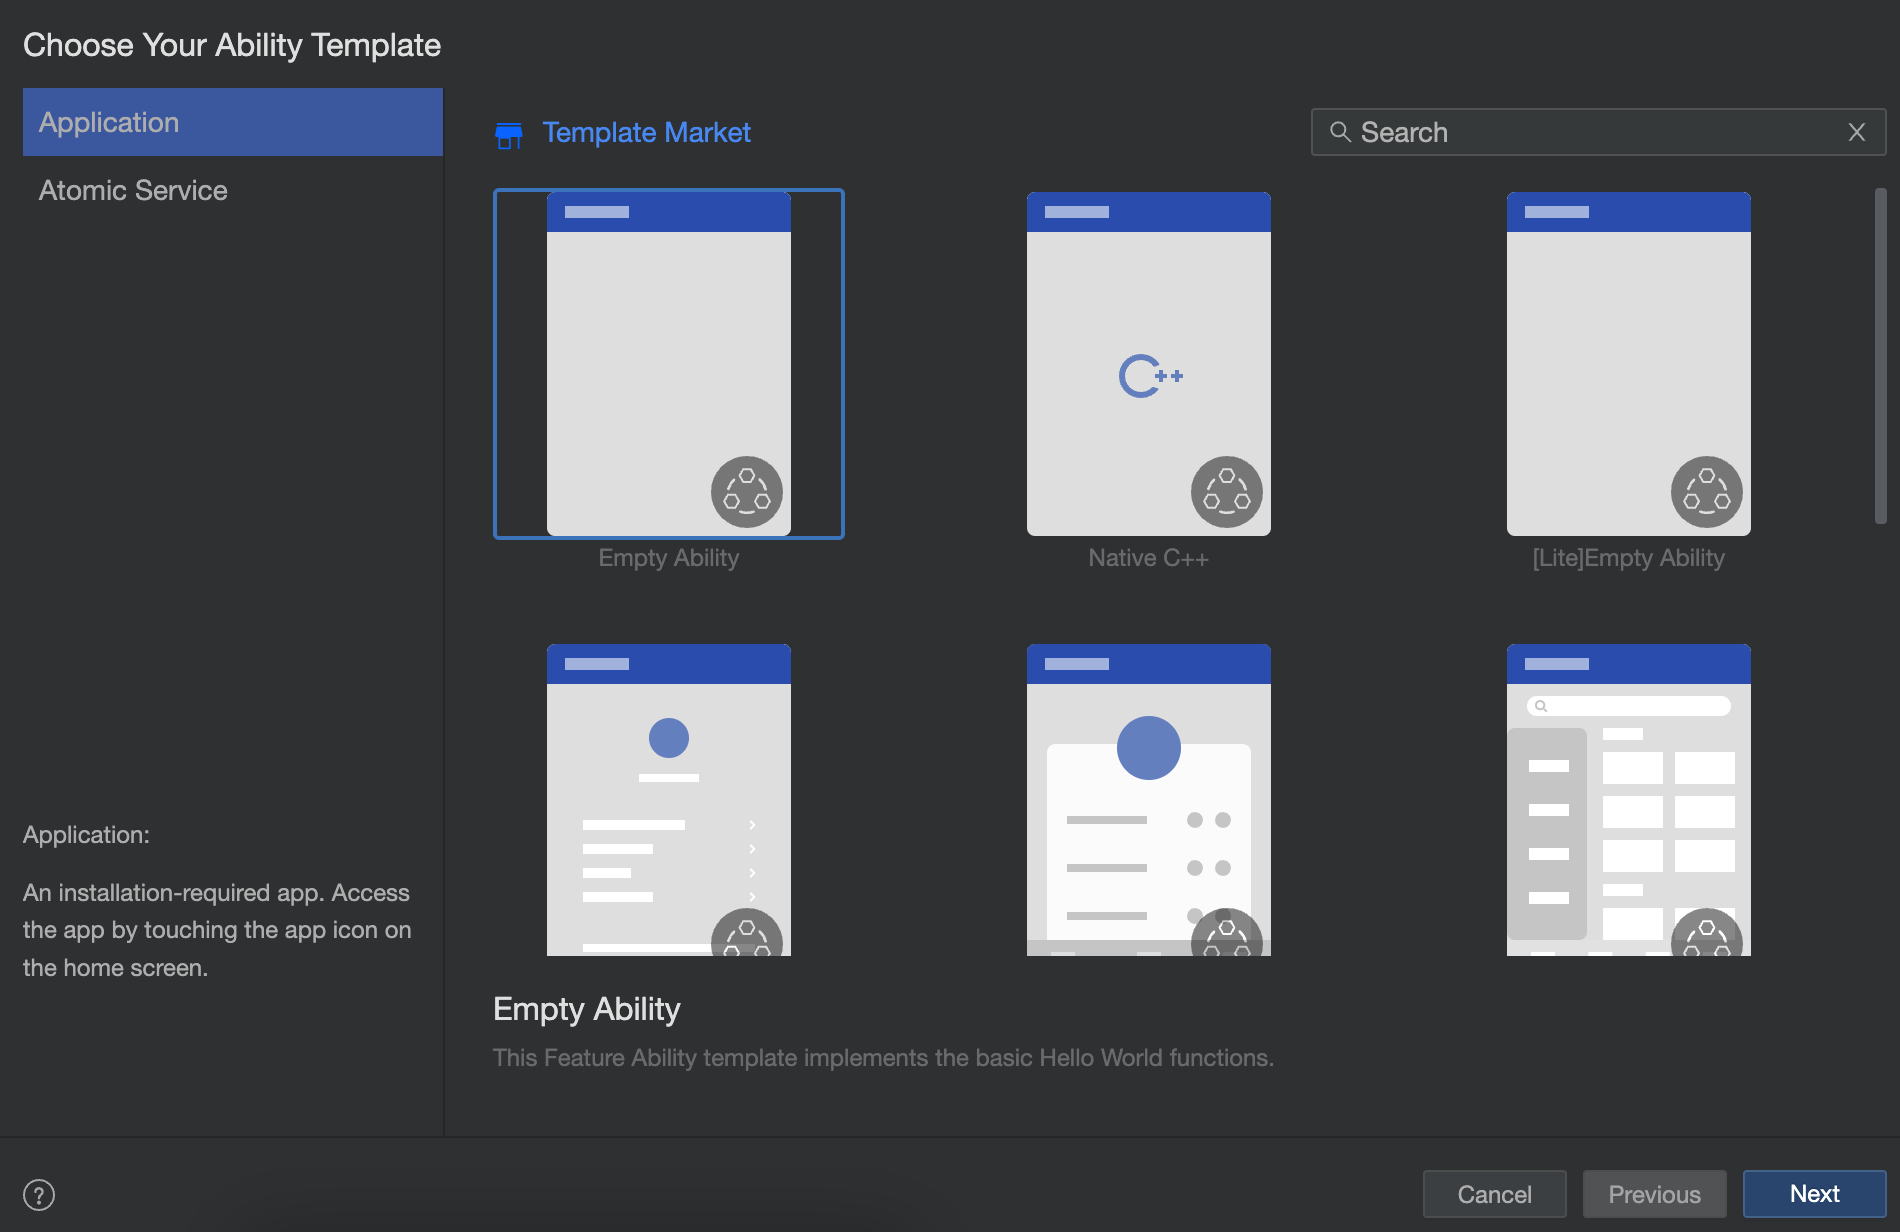 Choose Your Ability Template
Application
Atomic Service
Template Market
Search
C++
Empty Ability
Native C++
[Lite]Empty Ability
Application:
An installation-required app. Access
the app by touching the app icon on
the home screen.
Empty Ability
This Feature Ability template implements the basic Hello World functions.
?
Cancel
Previous
Next